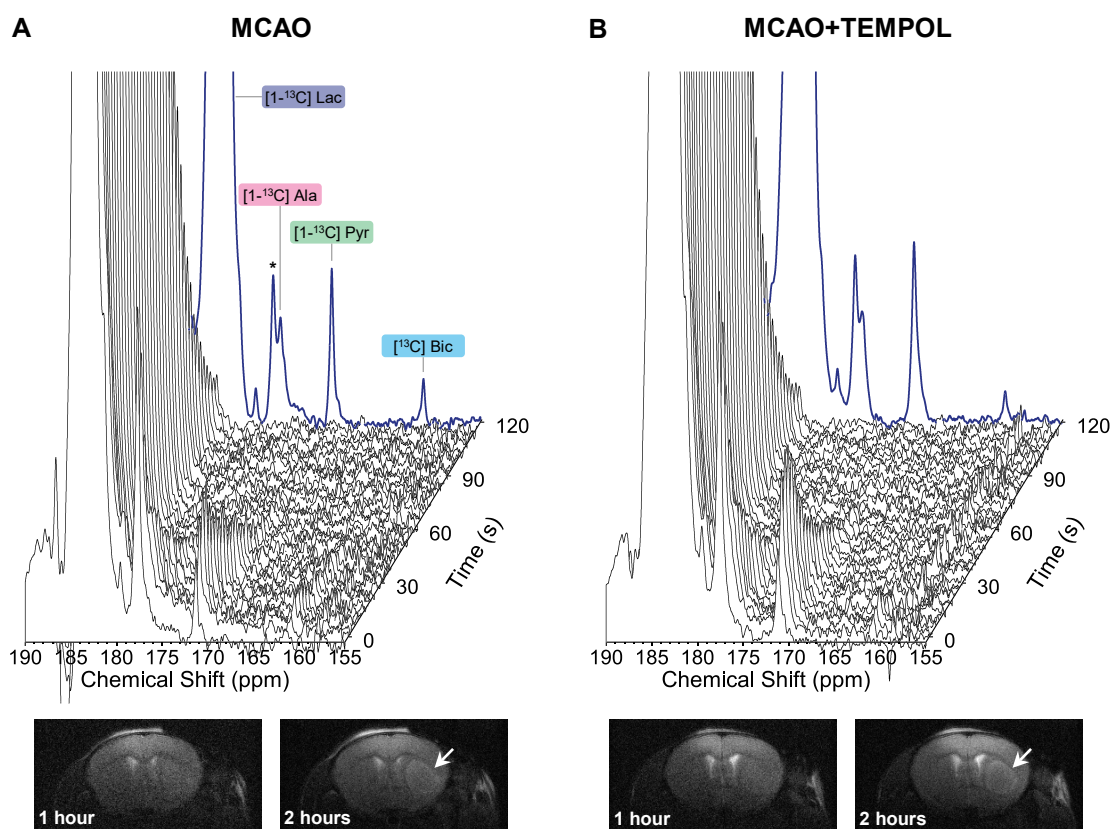 A
MCAO
[1-¹³C] Lac
[1-¹³C] Ala
[1-¹³C] Pyr
*
[¹³C] Bic
120
90
60
30
0
Time (s)
190 185 180 175 170 165 160 155
Chemical Shift (ppm)
1 hour
2 hours
B
MCAO+TEMPOL
120
90
60
30
0
Time (s)
190 185 180 175 170 165 160 155
Chemical Shift (ppm)
1 hour
2 hours